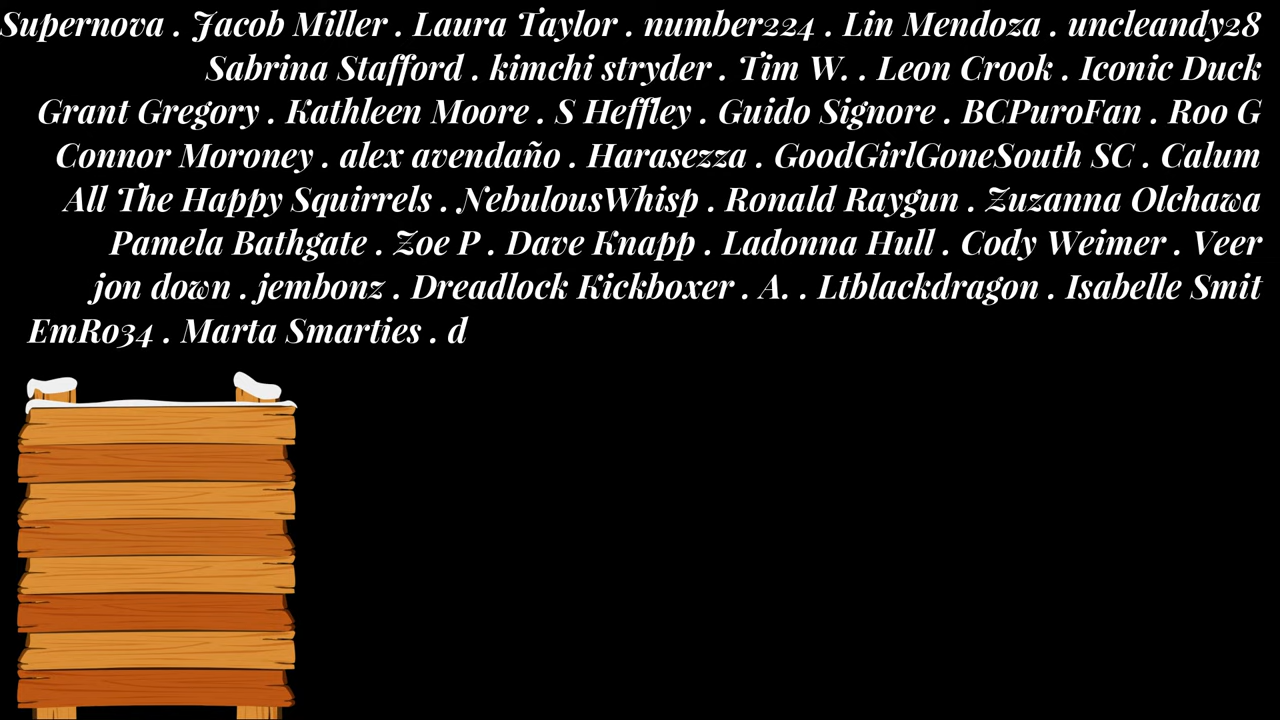 Supernova . Jacob Miller . Laura Taylor . number224 . Lin Mendoza . uncleandy28
Sabrina Stafford . kimchi stryder . Tim W. . Leon Crook . Iconic Duck
Grant Gregory . Kathleen Moore . S Heffley . Guido Signore . BCPuroFan . Roo G
Connor Moroney . alex avendaño . Harasezza . GoodGirlGoneSouth SC . Calum
All The Happy Squirrels . NebulousWhisp . Ronald Raygun . Zuzanna Olchawa
Pamela Bathgate . Zoe P . Dave Knapp . Ladonna Hull . Cody Weimer . Veer
jon down . jembonz . Dreadlock Kickboxer . A. . Ltblackdragon . Isabelle Smit
EmRo34 . Marta Smarties . d